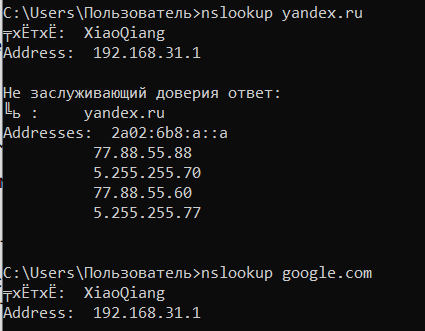 C:\Users\Пользователь>nslookup yandex.ru
╤хЁтхЁ:  XiaoQiang
Address:  192.168.31.1
Не заслуживающий доверия ответ:
╚ь :     yandex.ru
Addresses:  2a02:6b8:a::a
77.88.55.88
5.255.255.70
77.88.55.60
5.255.255.77
C:\Users\Пользователь>nslookup google.com
╤хЁтхЁ:  XiaoQiang
Address:  192.168.31.1